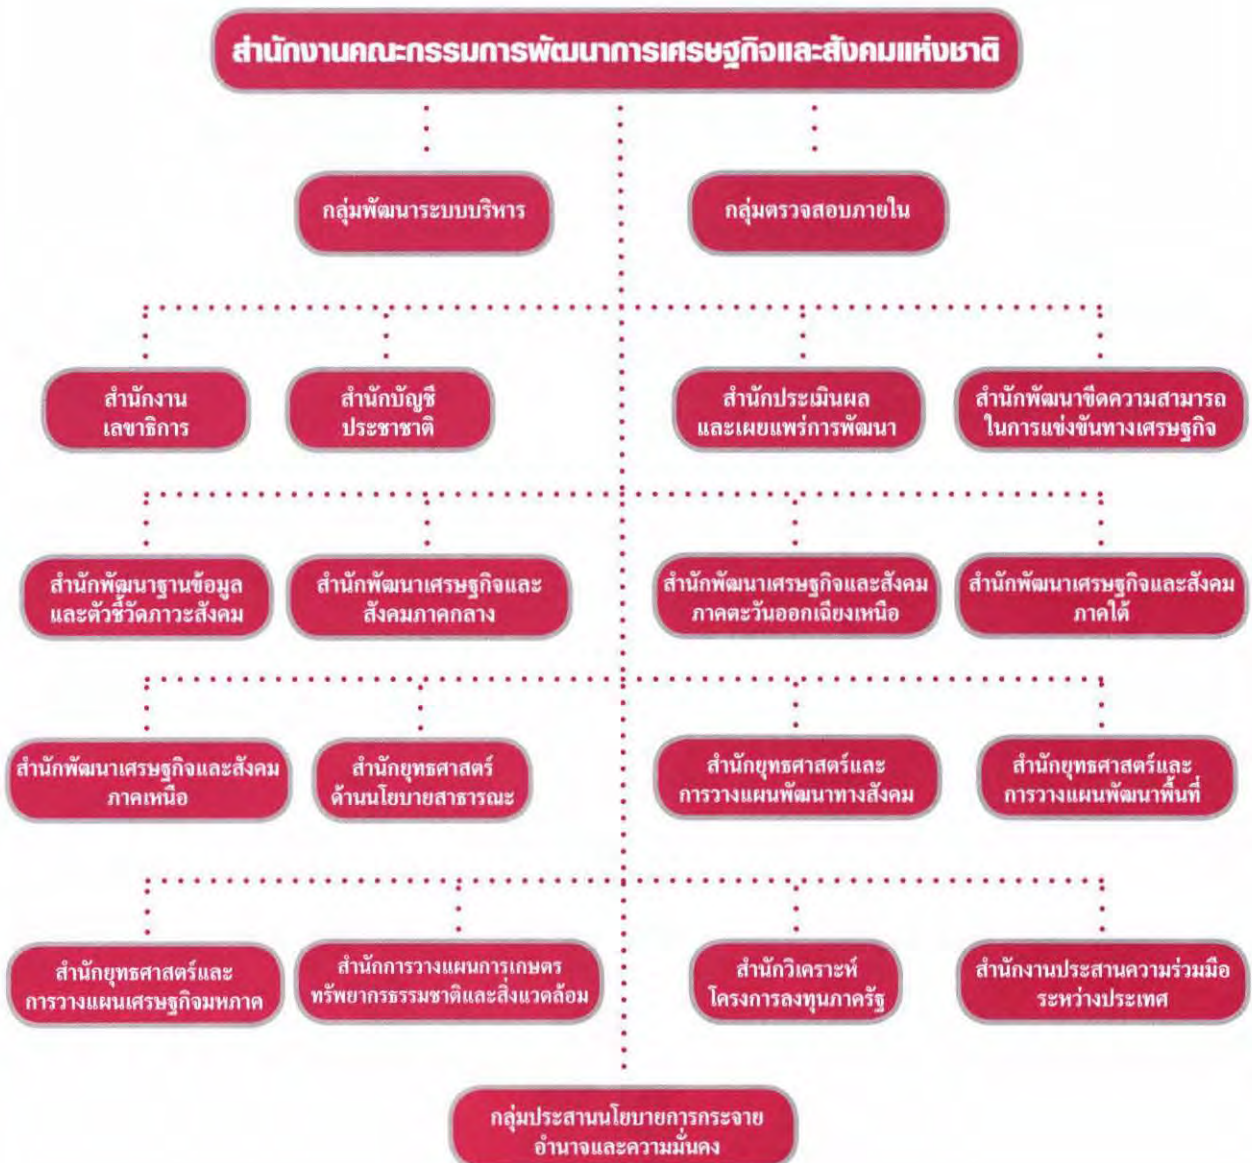 สำนักงานคณะกรรมการพัฒนาการเศรษฐกิจและสังคมแห่งชาติ
กลุ่มพัฒนาระบบบริหาร
กลุ่มตรวจสอบภายใน
สำนักงาน
เลขาธิการ
สำนักบัญชี
ประชาชาติ
สำนักประเมินผล
และเผยแพร่การพัฒนา
สำนักพัฒนาขีดความสามารถ
ในการแข่งขันทางเศรษฐกิจ
สำนักพัฒนาฐานข้อมูล
และตัวชี้วัดภาวะสังคม
สำนักพัฒนาเศรษฐกิจและ
สังคมภาคกลาง
สำนักพัฒนาเศรษฐกิจและสังคม
ภาคตะวันออกเฉียงเหนือ
สำนักพัฒนาเศรษฐกิจและสังคม
ภาคใต้
สำนักพัฒนาเศรษฐกิจและสังคม
ภาคเหนือ
สำนักยุทธศาสตร์
ด้านนโยบายสาธารณะ
สำนักยุทธศาสตร์และ
การวางแผนพัฒนาทางสังคม
สำนักยุทธศาสตร์และ
การวางแผนพัฒนาพื้นที่
สำนักยุทธศาสตร์และ
การวางแผนเศรษฐกิจมหภาค
สำนักการวางแผนการเกษตร
ทรัพยากรธรรมชาติและสิ่งแวดล้อม
สำนักวิเคราะห์
โครงการลงทุนภาครัฐ
สำนักงานประสานความร่วมมือ
ระหว่างประเทศ
กลุ่มประสานนโยบายการกระจาย
อำนาจและความมั่นคง